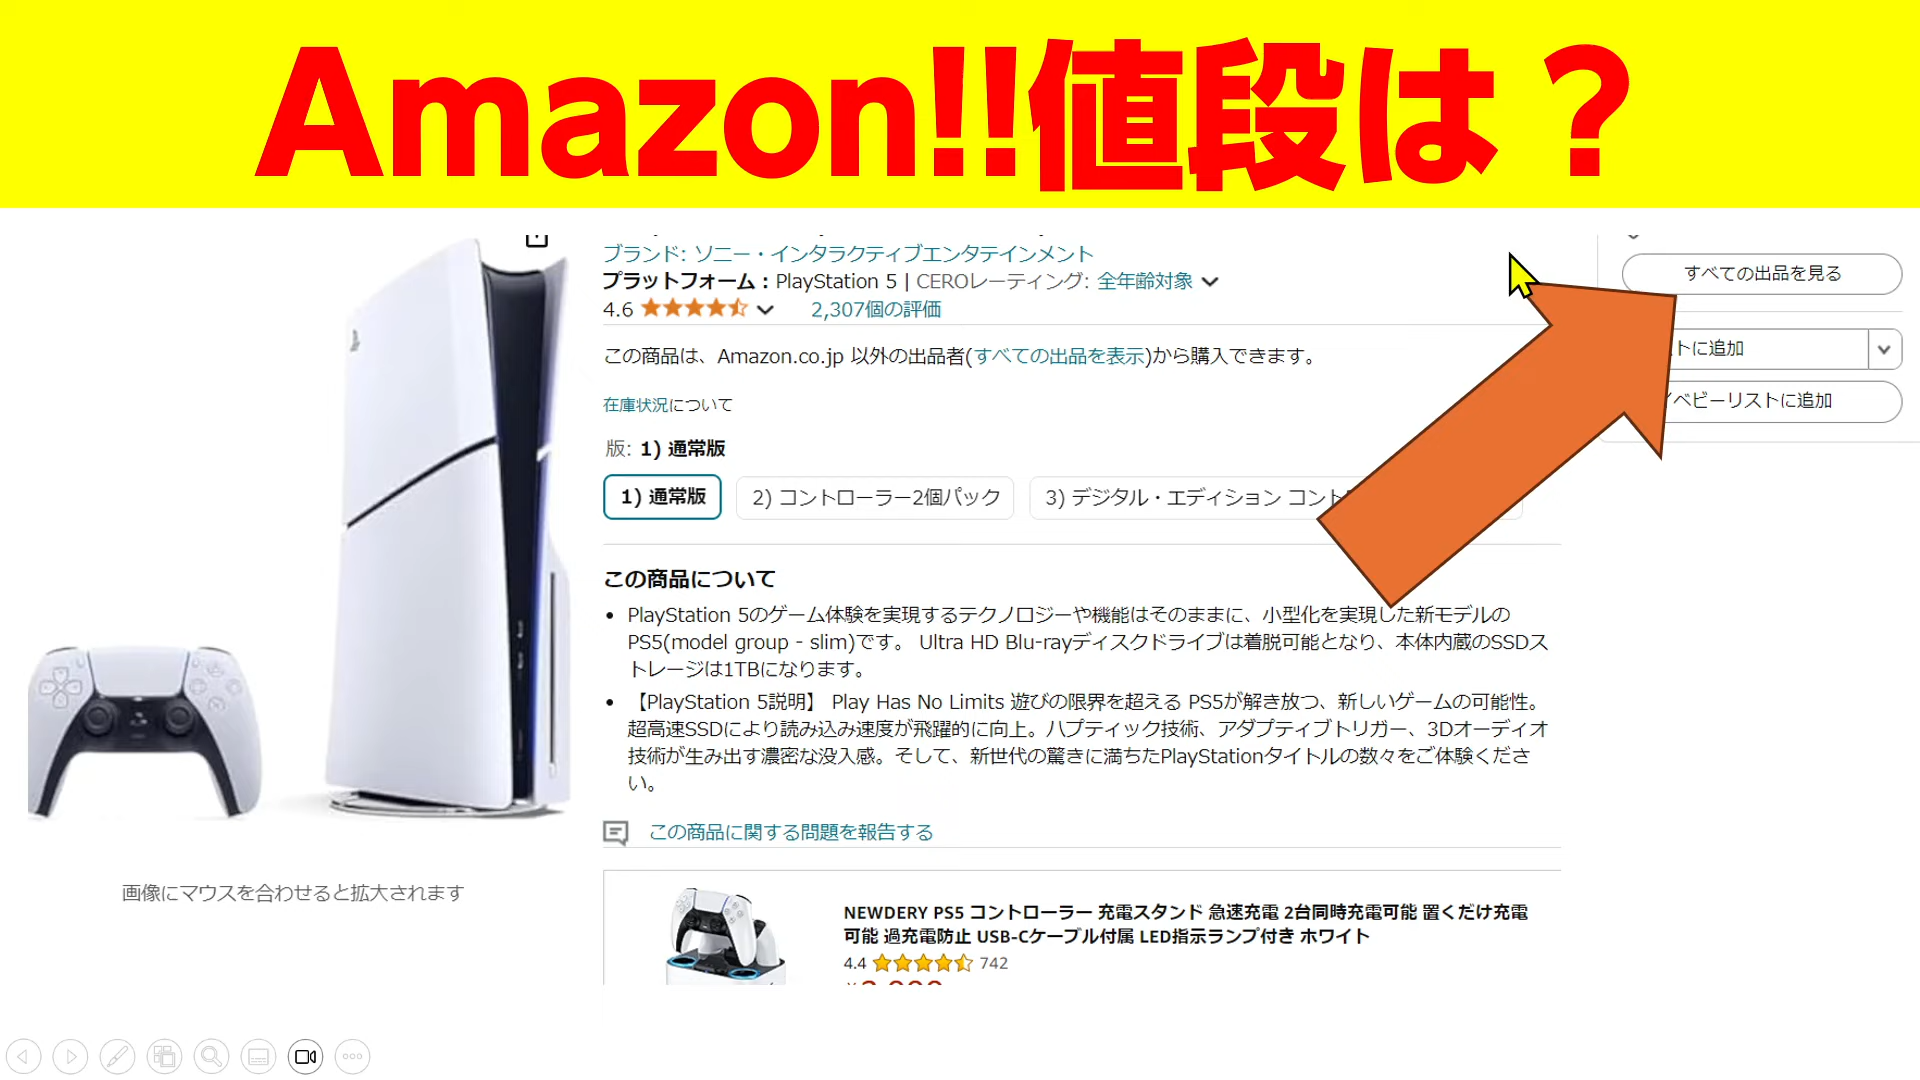 Amazon!!値段は？
ブランド: ソニー・インタラクティブエンタテインメント
プラットフォーム : PlayStation 5 | CEROレーティング: 全年齢対象
4.6 2,307個の評価
この商品は、Amazon.co.jp 以外の出品者(すべての出品を表示)から購入できます。
在庫状況について
版: 1) 通常版
1) 通常版
2) コントローラー2個パック
3) デジタル・エディション コント
この商品について
• PlayStation 5のゲーム体験を実現するテクノロジーや機能はそのままに、小型化を実現した新モデルの
PS5(model group - slim)です。 Ultra HD Blu-rayディスクドライブは着脱可能となり、本体内蔵のSSDス
トレージは1TBになります。
• 【PlayStation 5説明】 Play Has No Limits 遊びの限界を超える PS5が解き放つ、新しいゲームの可能性。
超高速SSDにより読み込み速度が飛躍的に向上。ハプティック技術、アダプティブトリガー、3Dオーディオ
技術が生み出す濃密な没入感。そして、新世代の驚きに満ちたPlayStationタイトルの数々をご体験くださ
い。
この商品に関する問題を報告する
NEWDERY PS5 コントローラー 充電スタンド 急速充電 2台同時充電可能 置くだけ充電
可能 過充電防止 USB-Cケーブル付属 LED指示ランプ付き ホワイト
4.4 742
すべての出品を見る
トに追加
ベビーリストに追加
画像にマウスを合わせると拡大されます